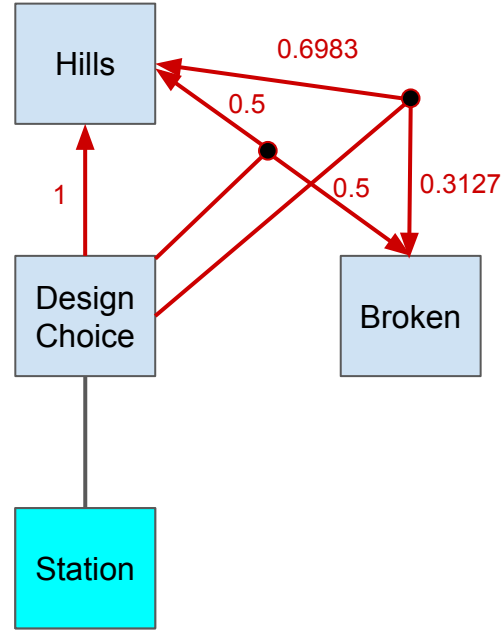 Hills
0.6983
0.5
1
0.5
0.3127
Design
Choice
Broken
Station